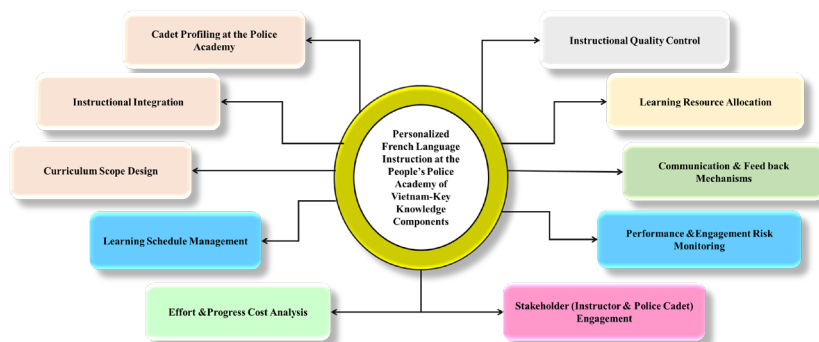 Cadet Profiling at the Police
Academy
Instructional Quality Control
Instructional Integration
Learning Resource Allocation
Personalized
French Language
Instruction at the
People's Police
Academy of
Vietnam-Key
Knowledge
Components
Curriculum Scope Design
Communication & Feed back
Mechanisms
Learning Schedule Management
Performance &Engagement Risk
Monitoring
Effort &Progress Cost Analysis
Stakeholder (Instructor & Police Cadet)
Engagement